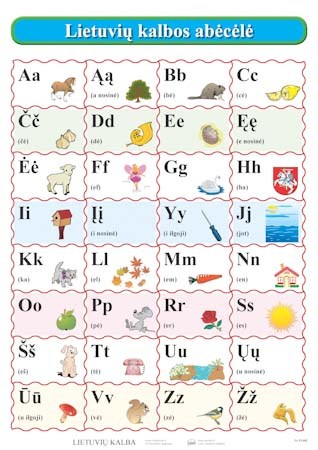 Lietuvių kalbos abėcėlė
Aa Ąą Bb Cc
(a nosinė) (bė) (cė)
Čč Dd Ee Ęę
(čė) (dė) (e nosinė)
Ėė Ff Gg Hh
(ef) (gė) (ha)
Ii Įį Yy Jj
(i nosinė) (i ilgoji) (jot)
Kk Ll Mm Nn
(ka) (el) (em) (en)
Oo Pp Rr Ss
(pė) (er) (es)
Šš Tt Uu Ųų
(eš) (tė) (u nosinė)
Ūū Vv Zz Žž
(u ilgoji) (vė) (zė) (žė)
LIETUVIŲ KALBA